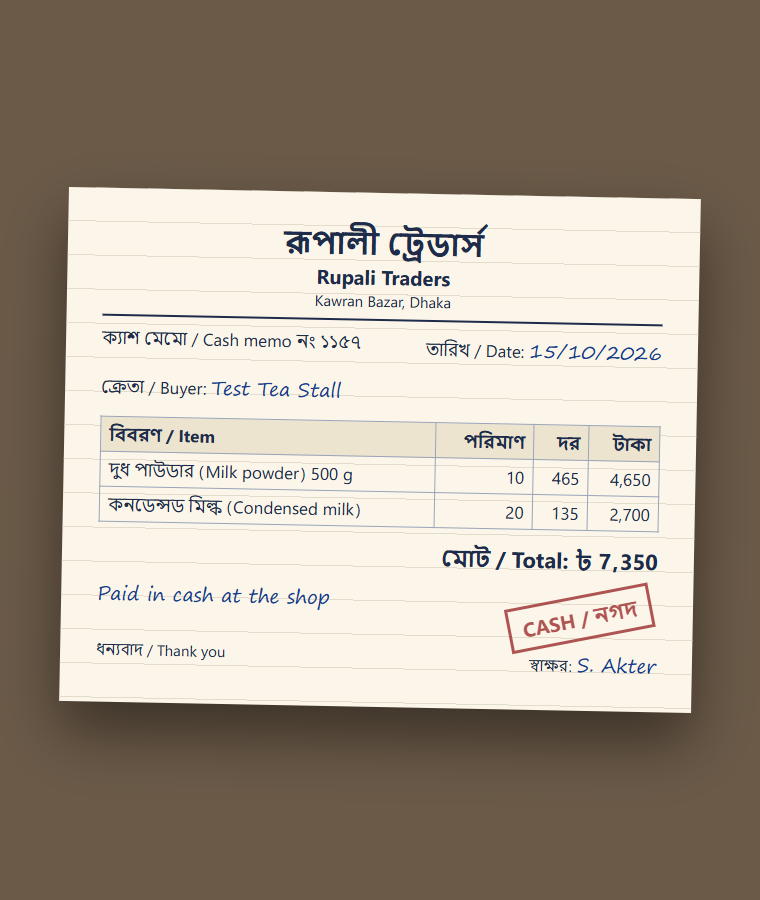 রূপালী ট্রেডার্স
Rupali Traders
Kawran Bazar, Dhaka
ক্যাশ মেমো / Cash memo নং ১১৫৭
তারিখ / Date: 15/10/2026
ক্রেতা / Buyer: Test Tea Stall
বিবরণ / Item পরিমাণ দর টাকা
দুধ পাউডার (Milk powder) 500 g 10 465 4,650
কনডেন্সড মিল্ক (Condensed milk) 20 135 2,700
মোট / Total: ৳ 7,350
Paid in cash at the shop
CASH / নগদ
ধন্যবাদ / Thank you
স্বাক্ষর: S. Akter